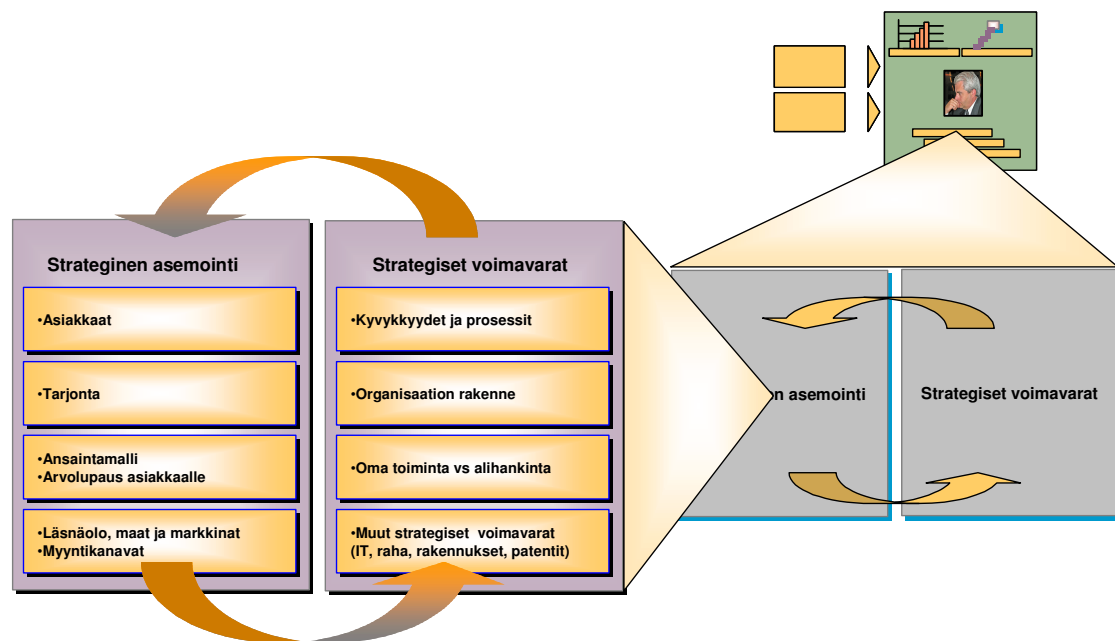 Strateginen asemointi
•Asiakkaat
•Tarjonta
•Ansaintamalli
•Arvolupaus asiakkaalle
•Läsnäolo, maat ja markkinat
•Myyntikanavat
Strategiset voimavarat
•Kyvykkyydet ja prosessit
•Organisaation rakenne
•Oma toiminta vs alihankinta
•Muut strategiset voimavarat
(IT, raha, rakennukset, patentit)
asemointi
Strategiset voimavarat